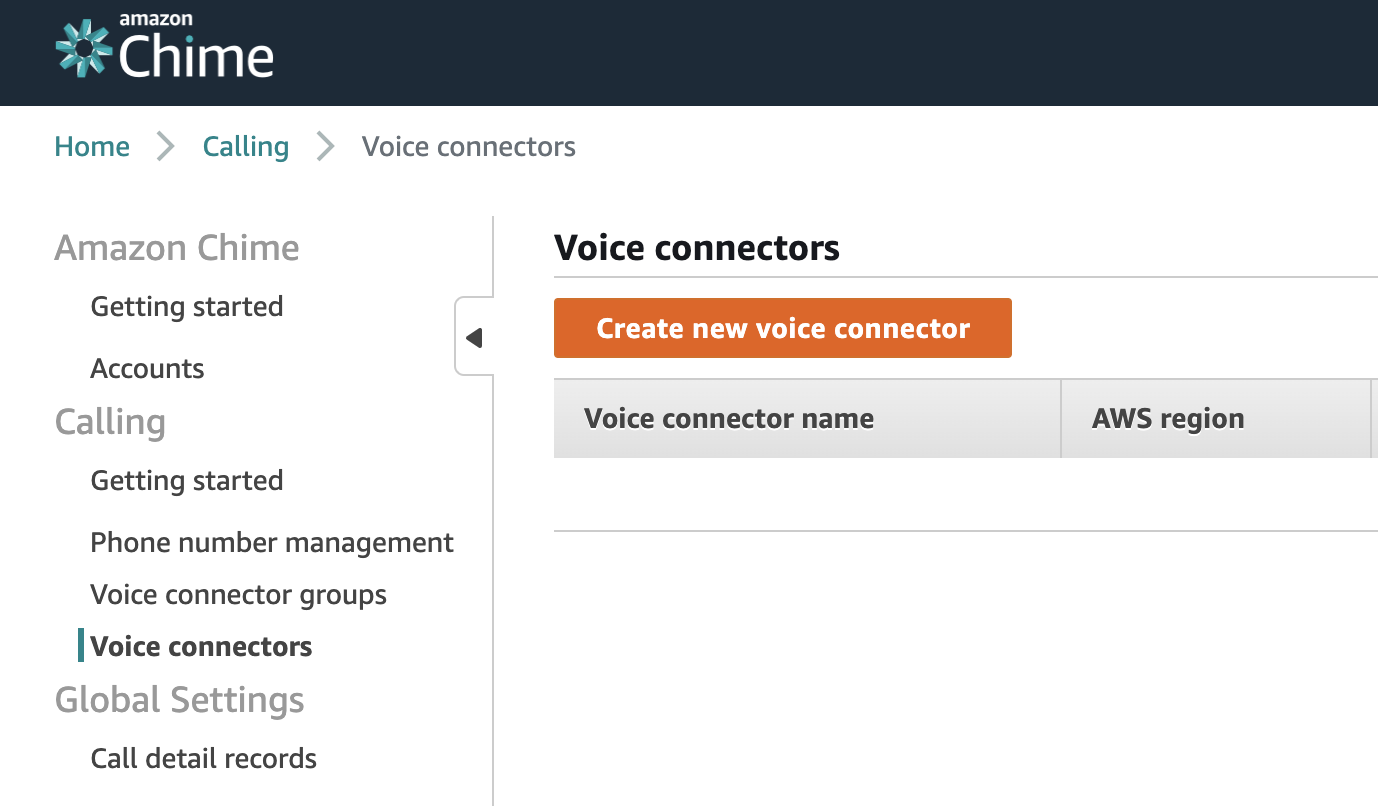 amazon
Chime
Home
Calling
Voice connectors
Amazon Chime
Getting started
Accounts
Calling
Getting started
Phone number management
Voice connector groups
Voice connectors
Global Settings
Call detail records
Voice connectors
Create new voice connector
Voice connector name
AWS region